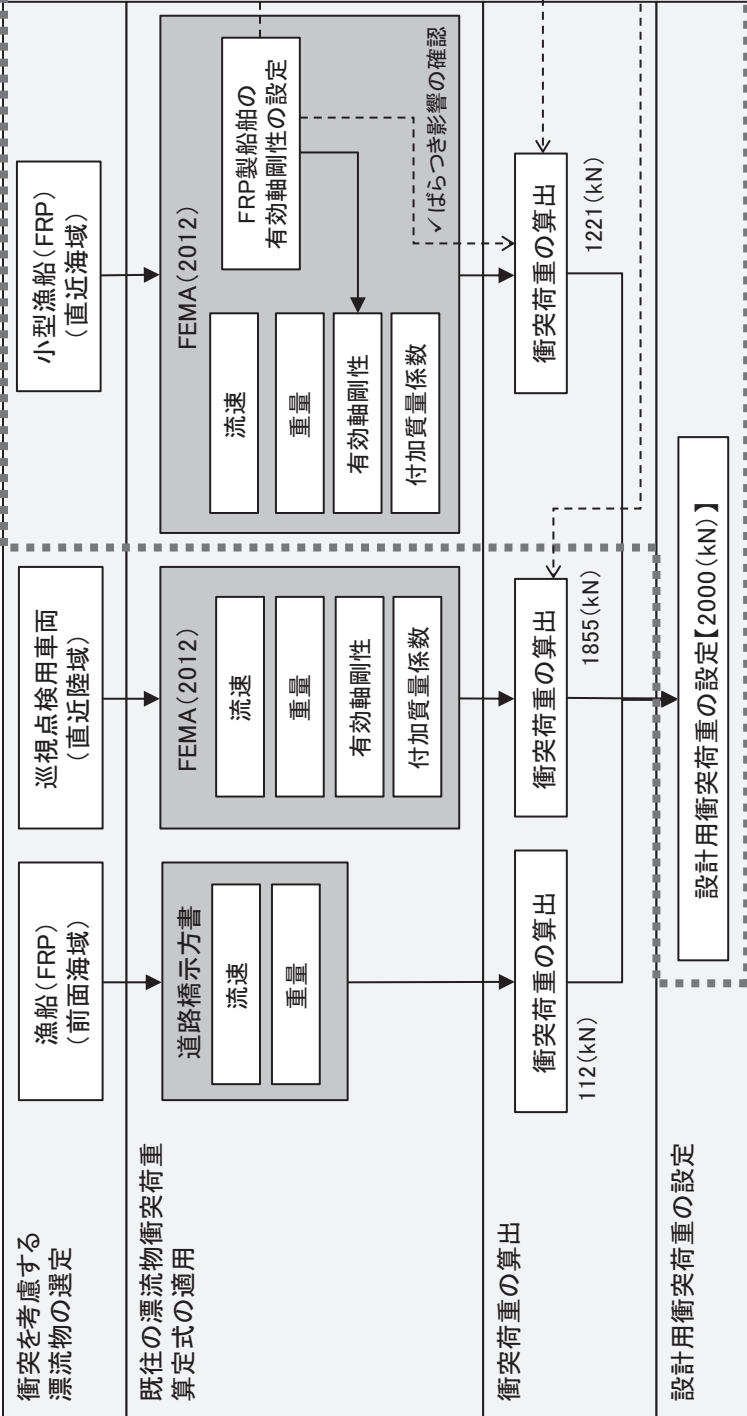 衝突を考慮する
漂流物の選定
漁船(FRP)
(前面海域)
巡視点検用車両
(直近陸域)
小型漁船(FRP)
(直近海域)
既往の漂流物衝突荷重
算定式の適用
道路橋示方書
流速
重量
FEMA(2012)
流速
重量
有効軸剛性
付加質量係数
FEMA(2012)
流速
重量
有効軸剛性
付加質量係数
FRP製船舶の
有効軸剛性の設定
✓ばらつき影響の確認
衝突荷重の算出
衝突荷重の算出
112(kN)
衝突荷重の算出
1855(kN)
衝突荷重の算出
1221(kN)
設計用衝突荷重の設定
設計用衝突荷重の設定【2000(kN)】